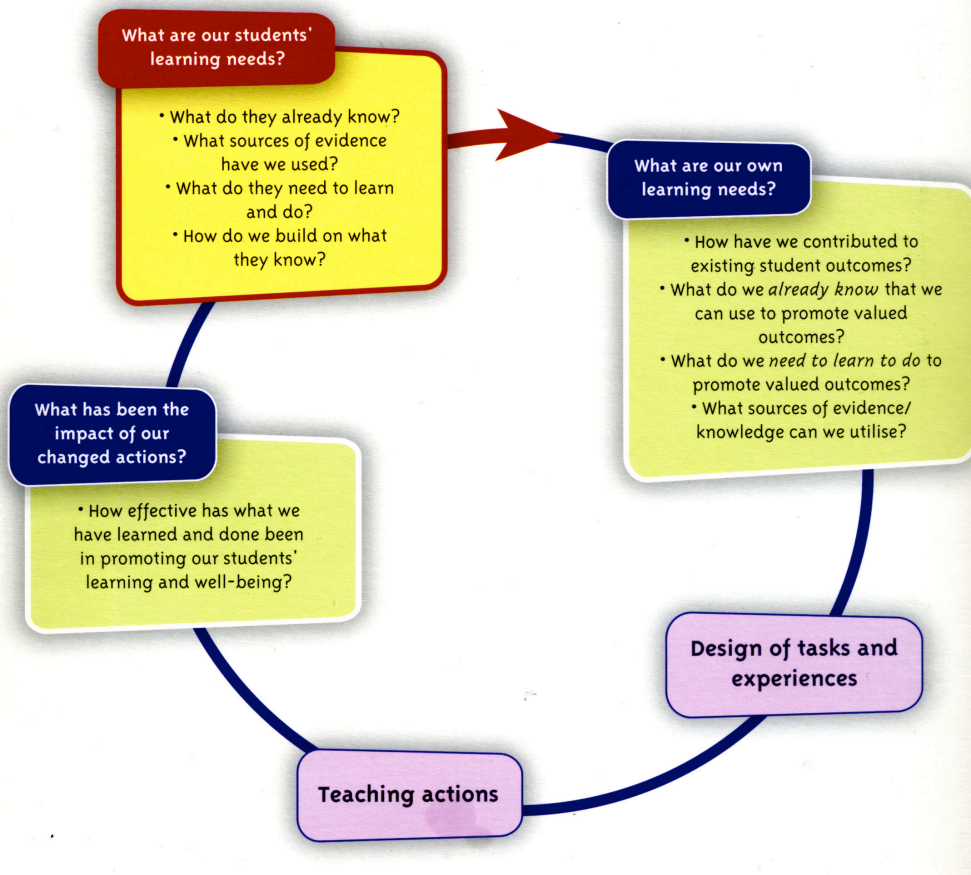 What are our students'
learning needs?
• What do they already know?
• What sources of evidence
have we used?
• What do they need to learn
and do?
• How do we build on what
they know?
What are our own
learning needs?
• How have we contributed to
existing student outcomes?
• What do we already know that we
can use to promote valued
outcomes?
• What do we need to learn to do to
promote valued outcomes?
• What sources of evidence/
knowledge can we utilise?
Design of tasks and
experiences
Teaching actions
What has been the
impact of our
changed actions?
• How effective has what we
have learned and done been
in promoting our students'
learning and well-being?